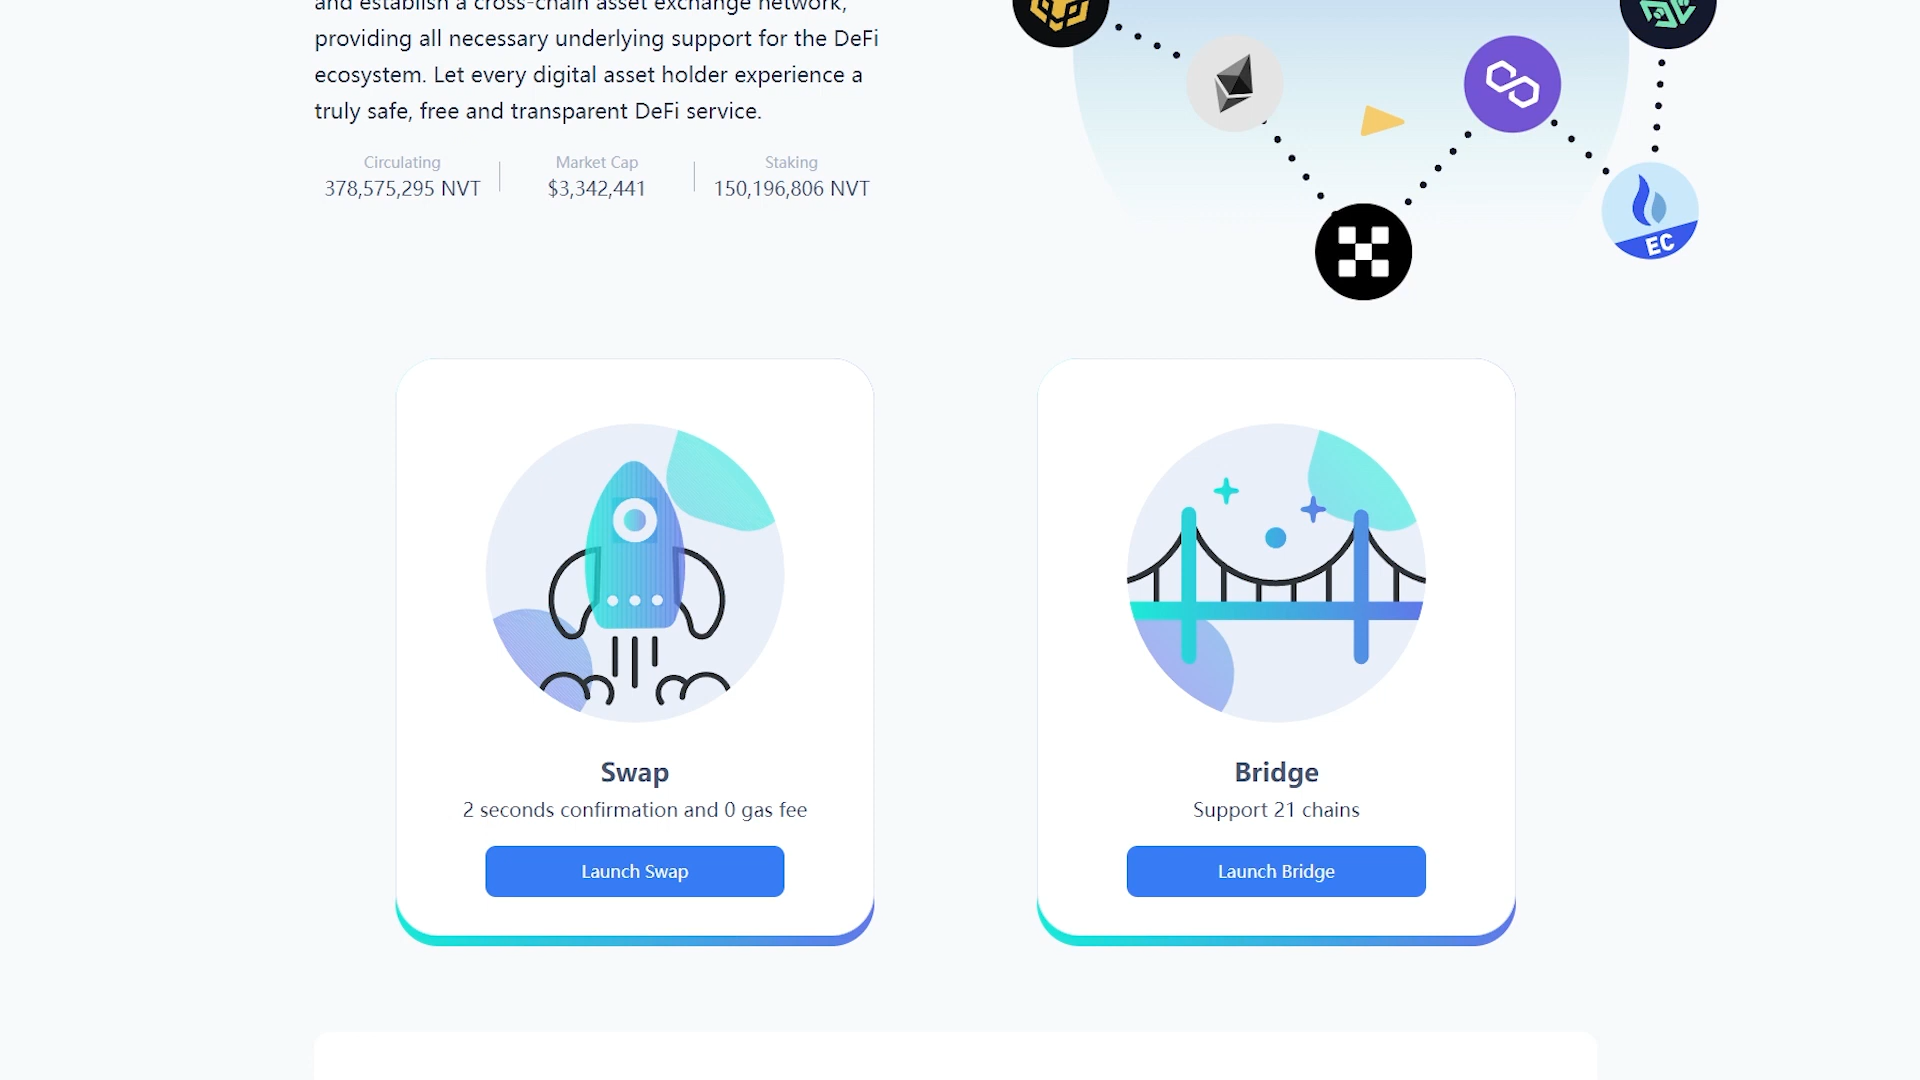 and establish a cross-chain asset exchange network,
providing all necessary underlying support for the DeFi
ecosystem. Let every digital asset holder experience a
truly safe, free and transparent DeFi service.
Circulating
378,575,295 NVT
Market Cap
$3,342,441
Staking
150,196,806 NVT
EC
Swap
2 seconds confirmation and 0 gas fee
Launch Swap
Bridge
Support 21 chains
Launch Bridge